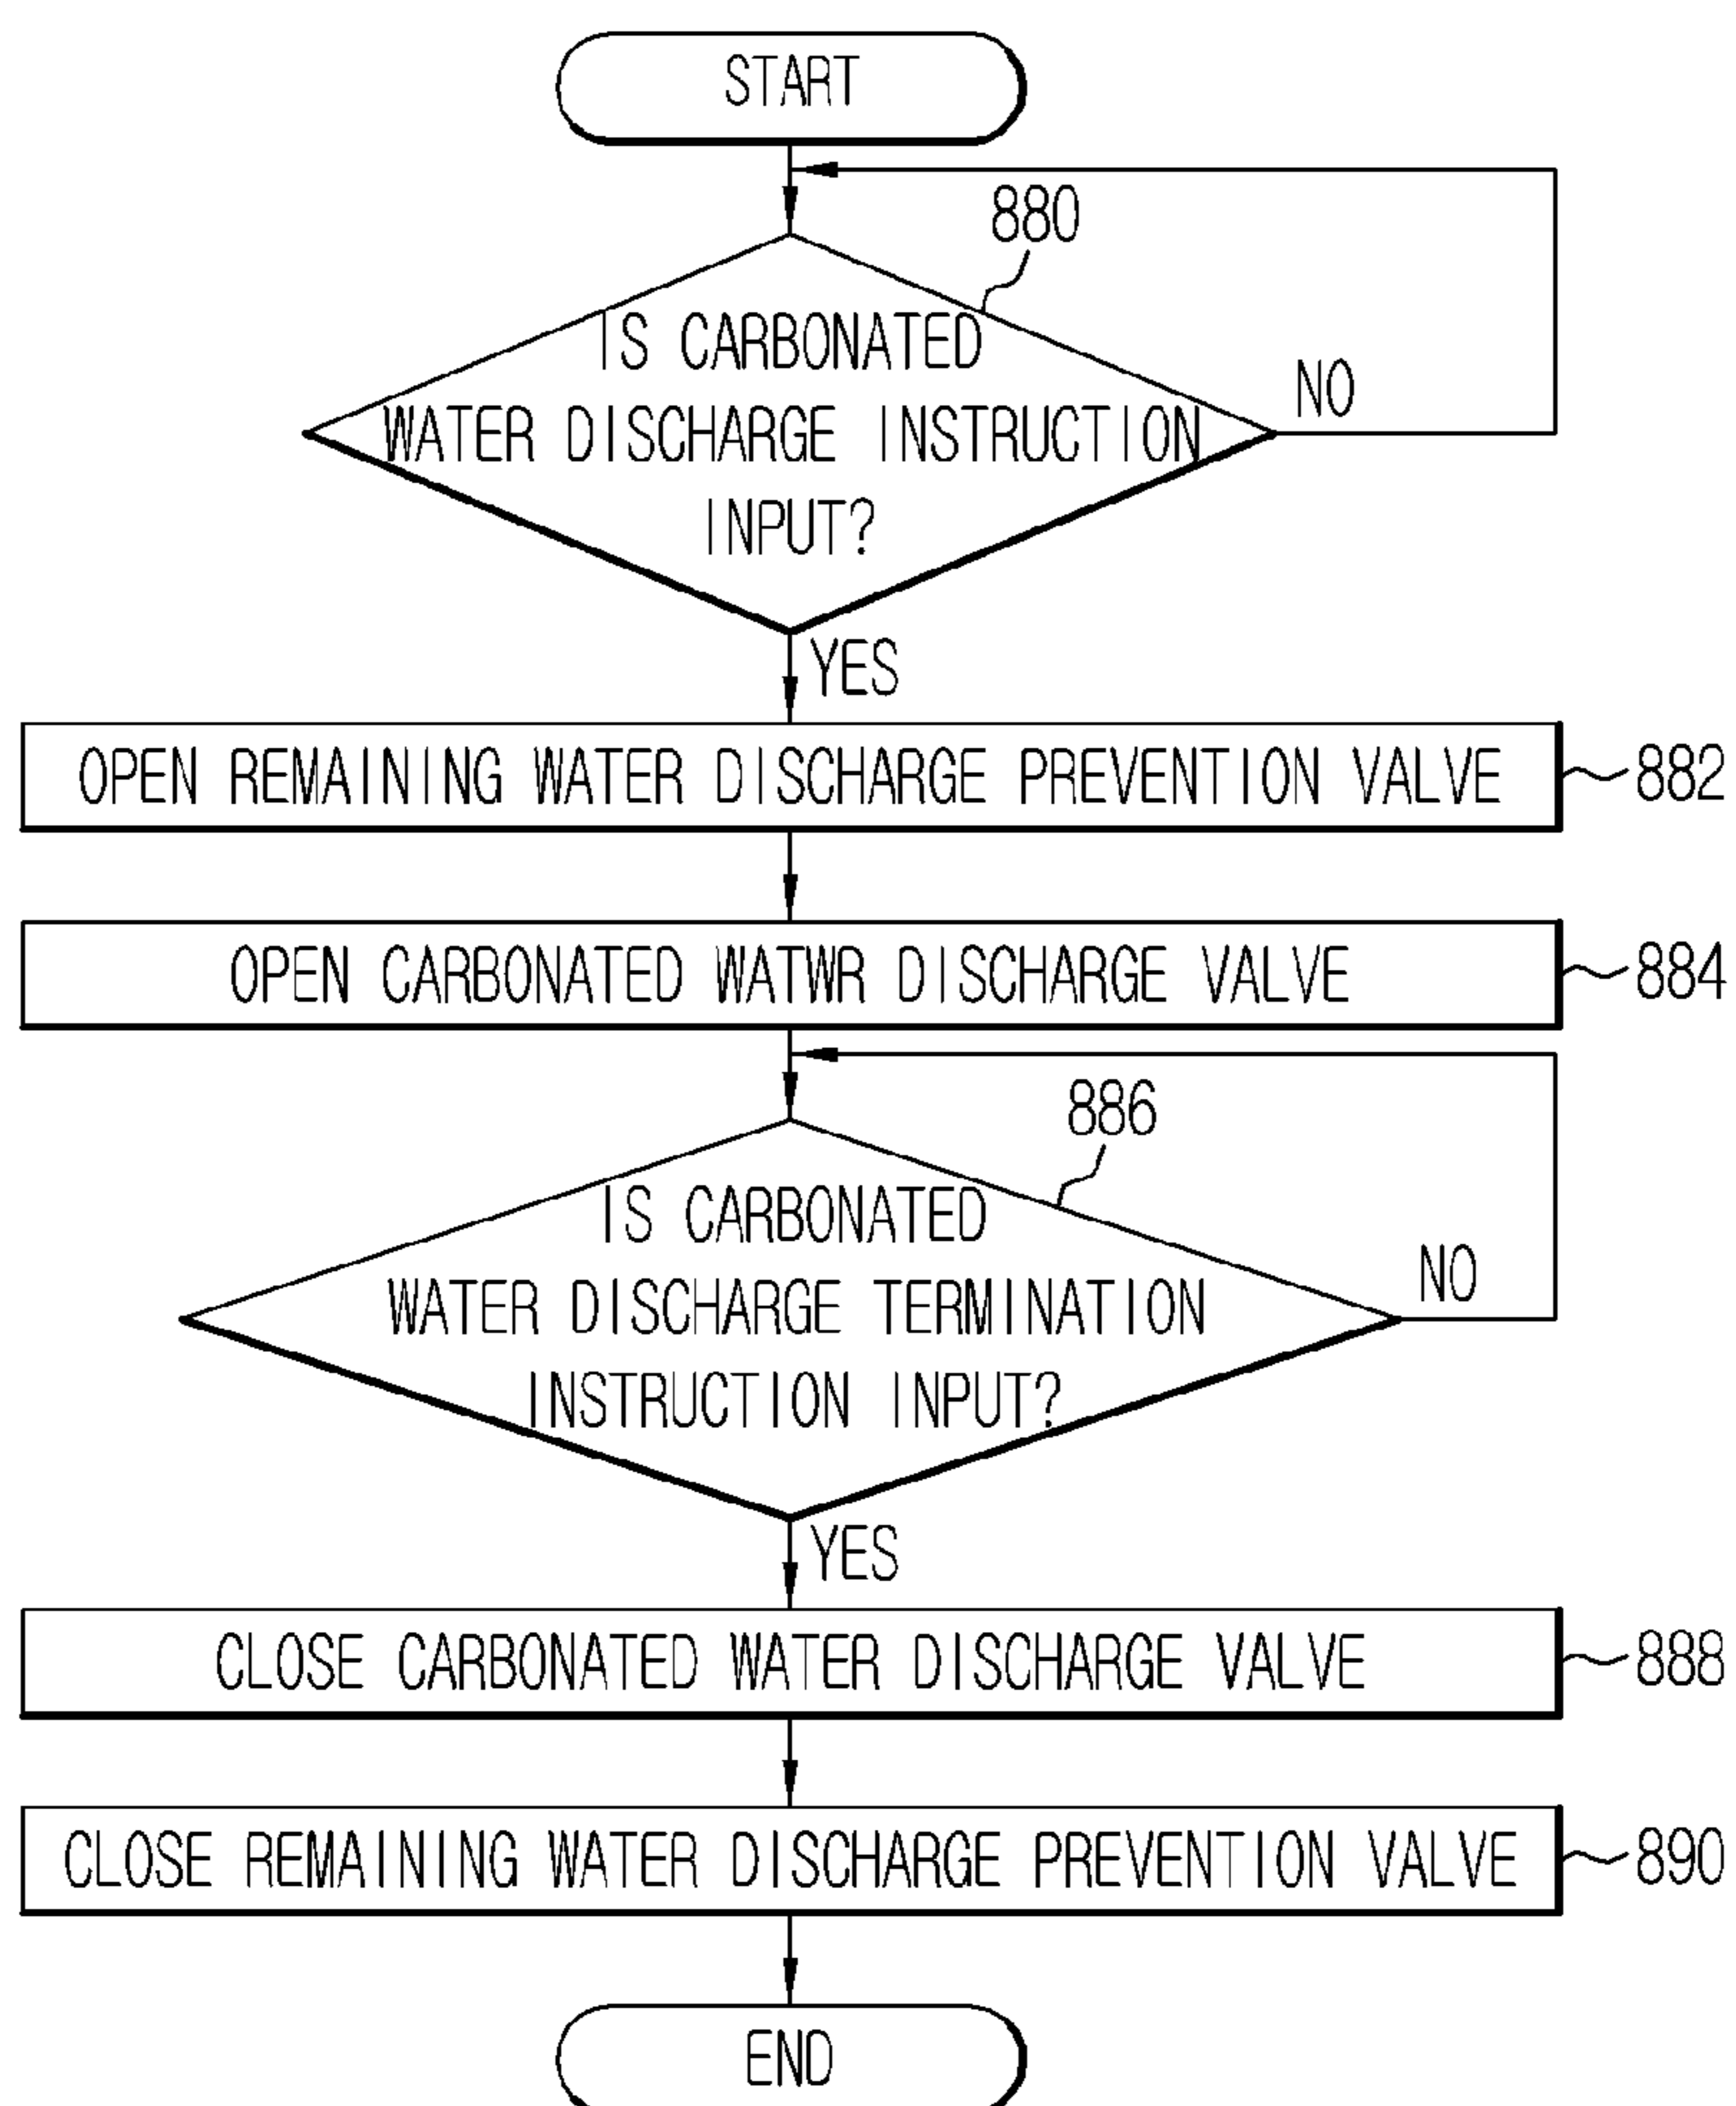 START
880
IS CARBONATED
WATER DISCHARGE INSTRUCTION
INPUT?
NO
YES
OPEN REMAINING WATER DISCHARGE PREVENTION VALVE
882
OPEN CARBONATED WATWR DISCHARGE VALVE
884
886
IS CARBONATED
WATER DISCHARGE TERMINATION
INSTRUCTION INPUT?
NO
YES
CLOSE CARBONATED WATER DISCHARGE VALVE
888
CLOSE REMAINING WATER DISCHARGE PREVENTION VALVE
890
END